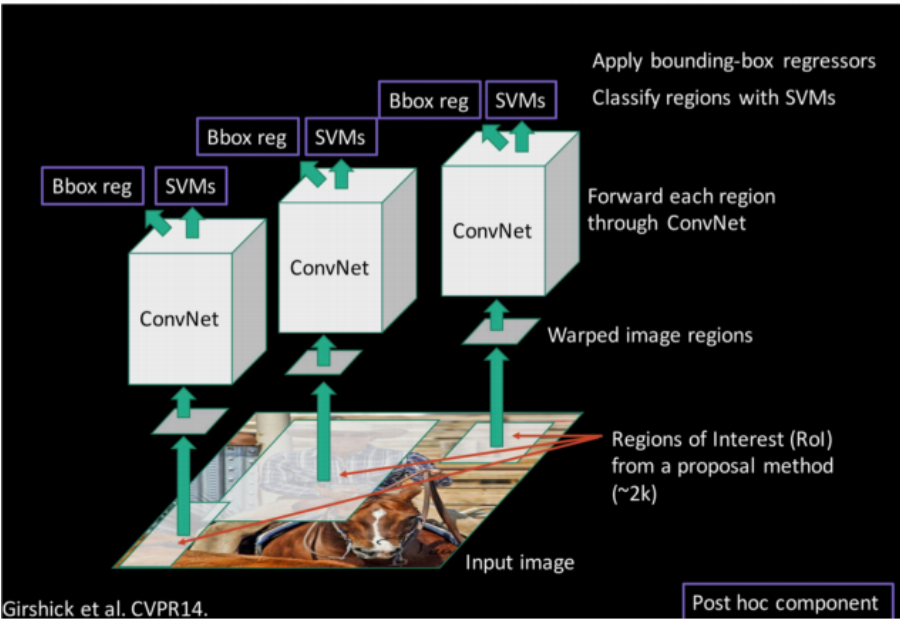 Apply bounding-box regressors
Bbox reg
SVMs
Classify regions with SVMs
Bbox reg
SVMs
Bbox reg
SVMs
Forward each region
through ConvNet
ConvNet
ConvNet
ConvNet
Warped image regions
Regions of Interest (RoI)
from a proposal method
(~2k)
Input image
Girshick et al. CVPR14.
Post hoc component